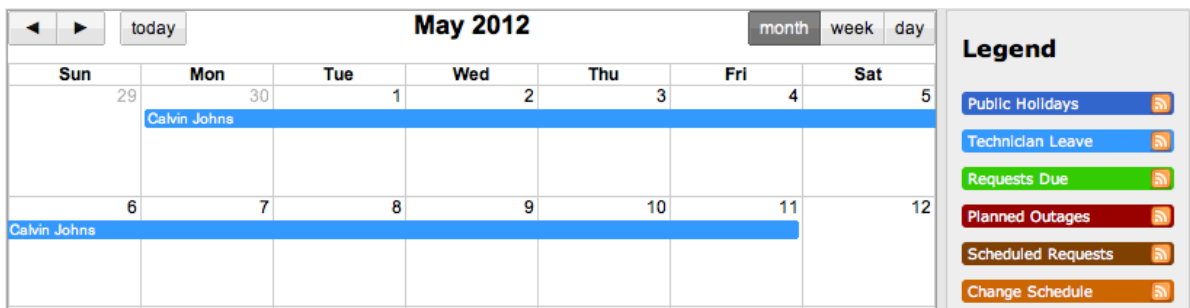 ◄ ► today May 2012 month week day
Sun Mon Tue Wed Thu Fri Sat
29 30 1 2 3 4 5
Calvin Johns
6 7 8 9 10 11 12
Calvin Johns
Legend
Public Holidays
Technician Leave
Requests Due
Planned Outages
Scheduled Requests
Change Schedule